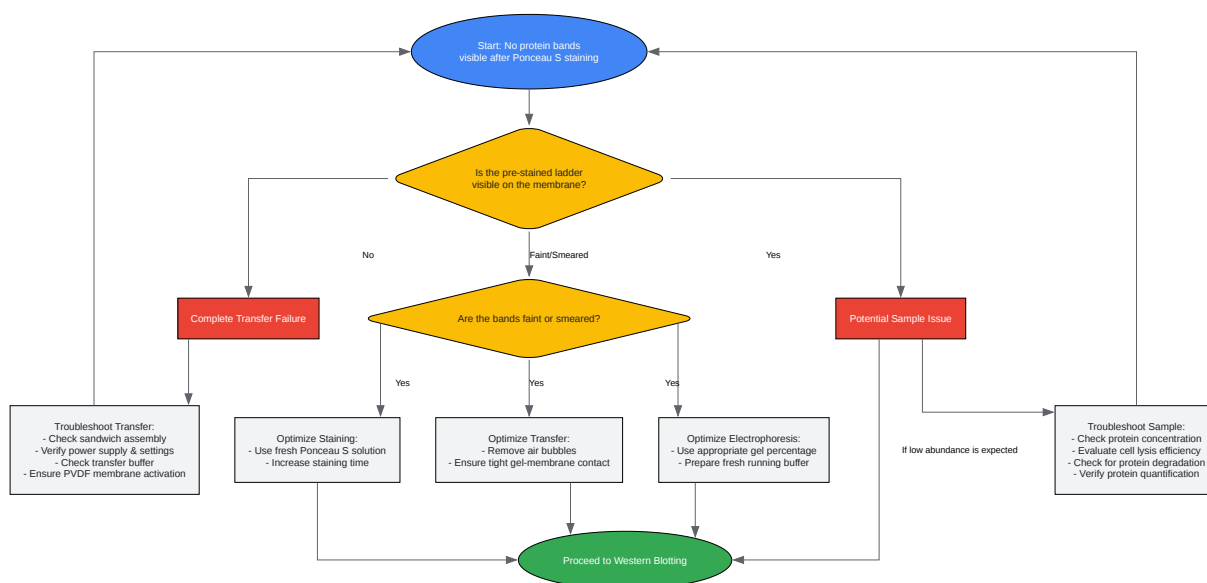 Start: No protein bands
visible after Ponceau S staining
Is the pre-stained ladder
visible on the membrane?
No
Faint/Smeared
Yes
Complete Transfer Failure
Are the bands faint or smeared?
Potential Sample Issue
Yes
Yes
Yes
Troubleshoot Transfer:
- Check sandwich assembly
- Verify power supply & settings
- Check transfer buffer
- Ensure PVDF membrane activation
Optimize Staining:
- Use fresh Ponceau S solution
- Increase staining time
Optimize Transfer:
- Remove air bubbles
- Ensure tight gel-membrane contact
Optimize Electrophoresis:
- Use appropriate gel percentage
- Prepare fresh running buffer
If low abundance is expected
Troubleshoot Sample:
- Check protein concentration
- Evaluate cell lysis efficiency
- Check for protein degradation
- Verify protein quantification
Proceed to Western Blotting